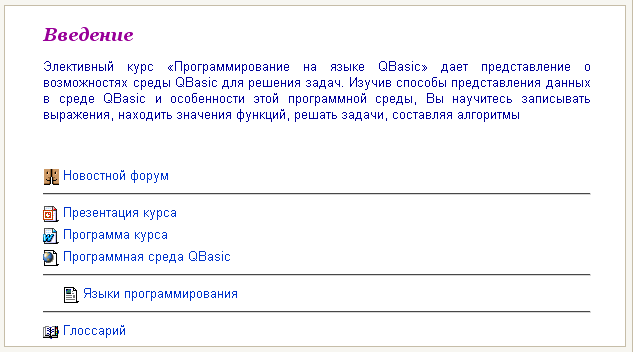 Введение
Элективный курс «Программирование на языке QBasic» дает представление о
возможностях среды QBasic для решения задач. Изучив способы представления данных
в среде QBasic и особенности этой программной среды, Вы научитесь записывать
выражения, находить значения функций, решать задачи, составляя алгоритмы
Новостной форум
Презентация курса
Программа курса
Программная среда QBasic
Языки программирования
Глоссарий